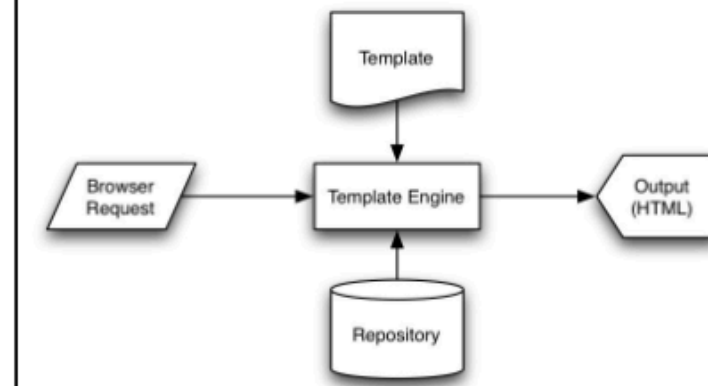 Template
Browser
Request
Template Engine
Output
(HTML)
Repository